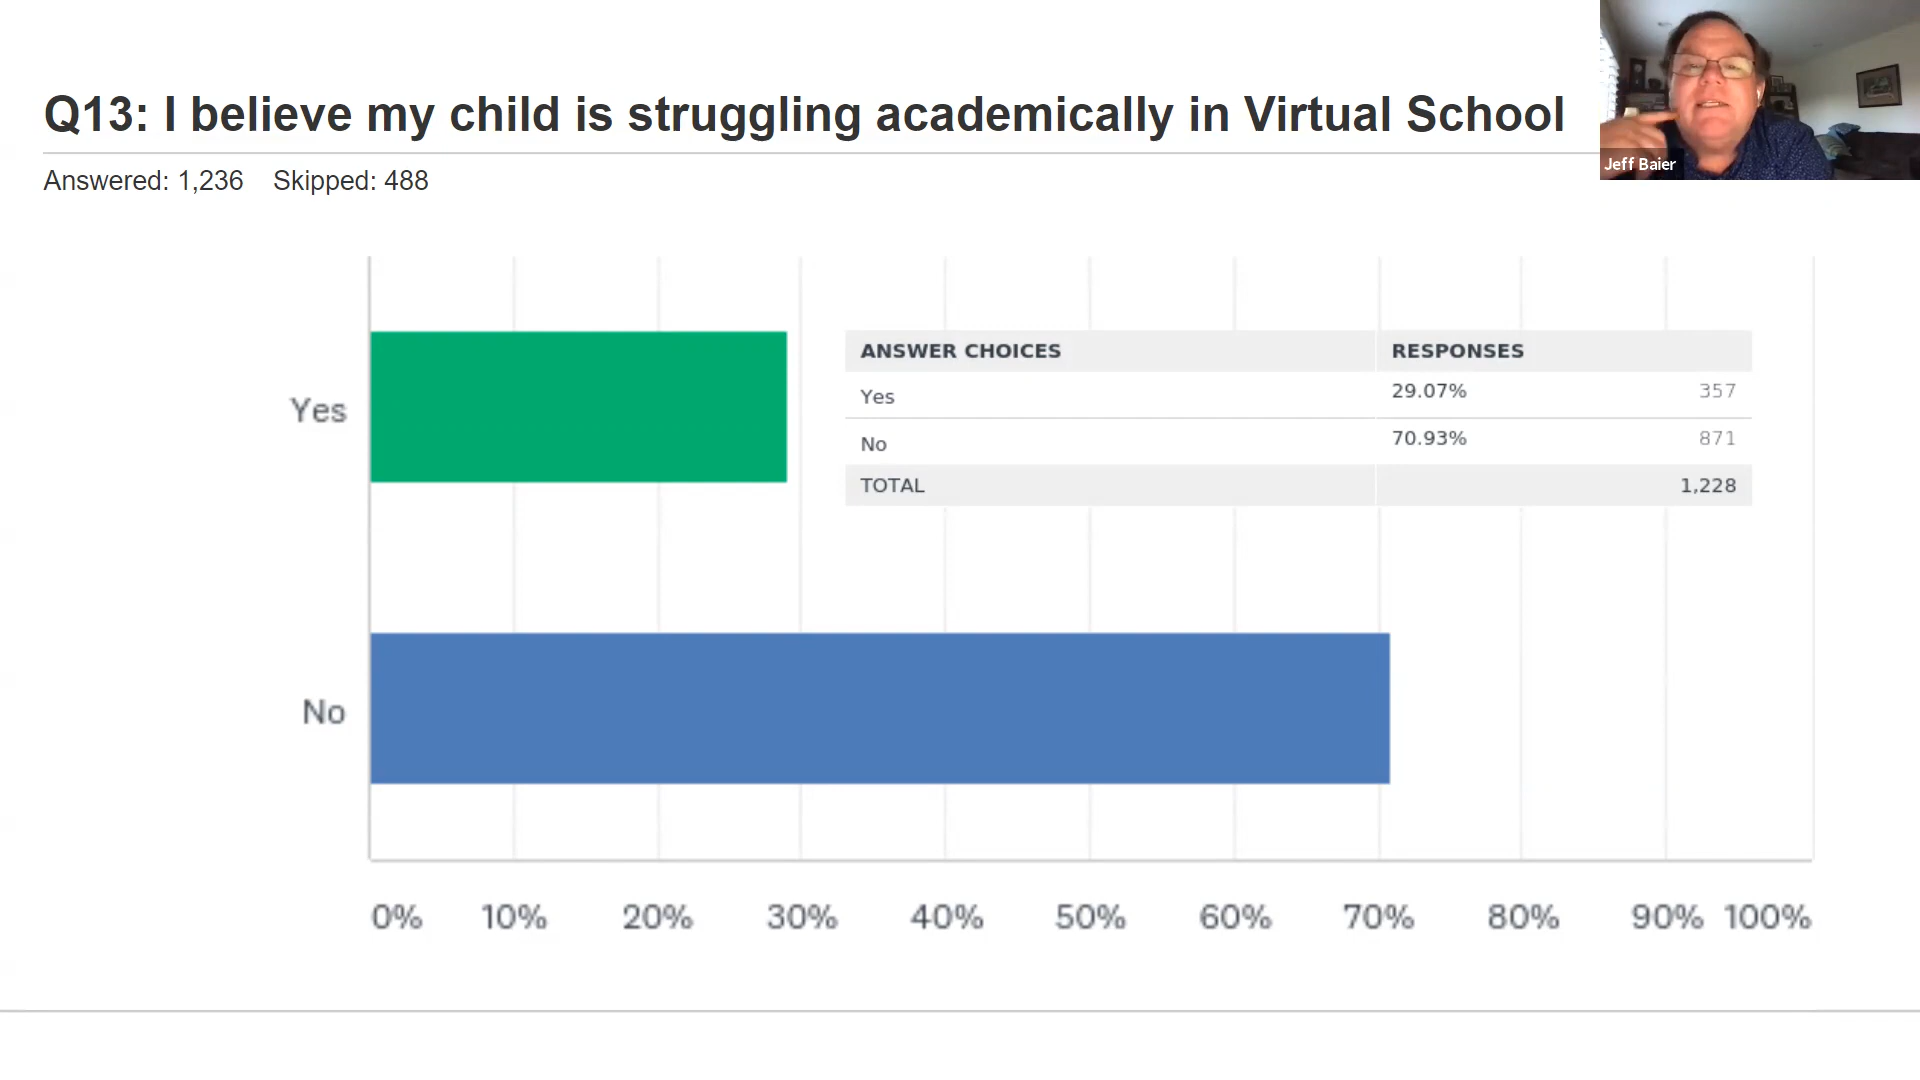 Q13: I believe my child is struggling academically in Virtual School
Jeff Baier
Answered: 1,236 Skipped: 488
ANSWER CHOICES RESPONSES
Yes 29.07% 357
No 70.93% 871
TOTAL 1,228
Yes
No
0% 10% 20% 30% 40% 50% 60% 70% 80% 90% 100%